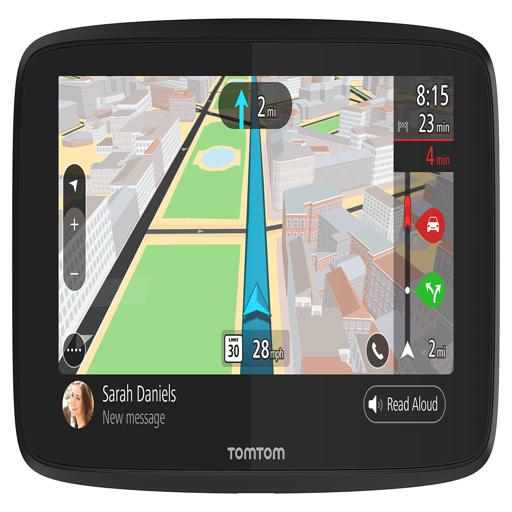 2 mi
8:15
23 min
4 min
+
−
LIMIT
30
28 mph
2 mi
Sarah Daniels
New message
Read Aloud
TOMTOM